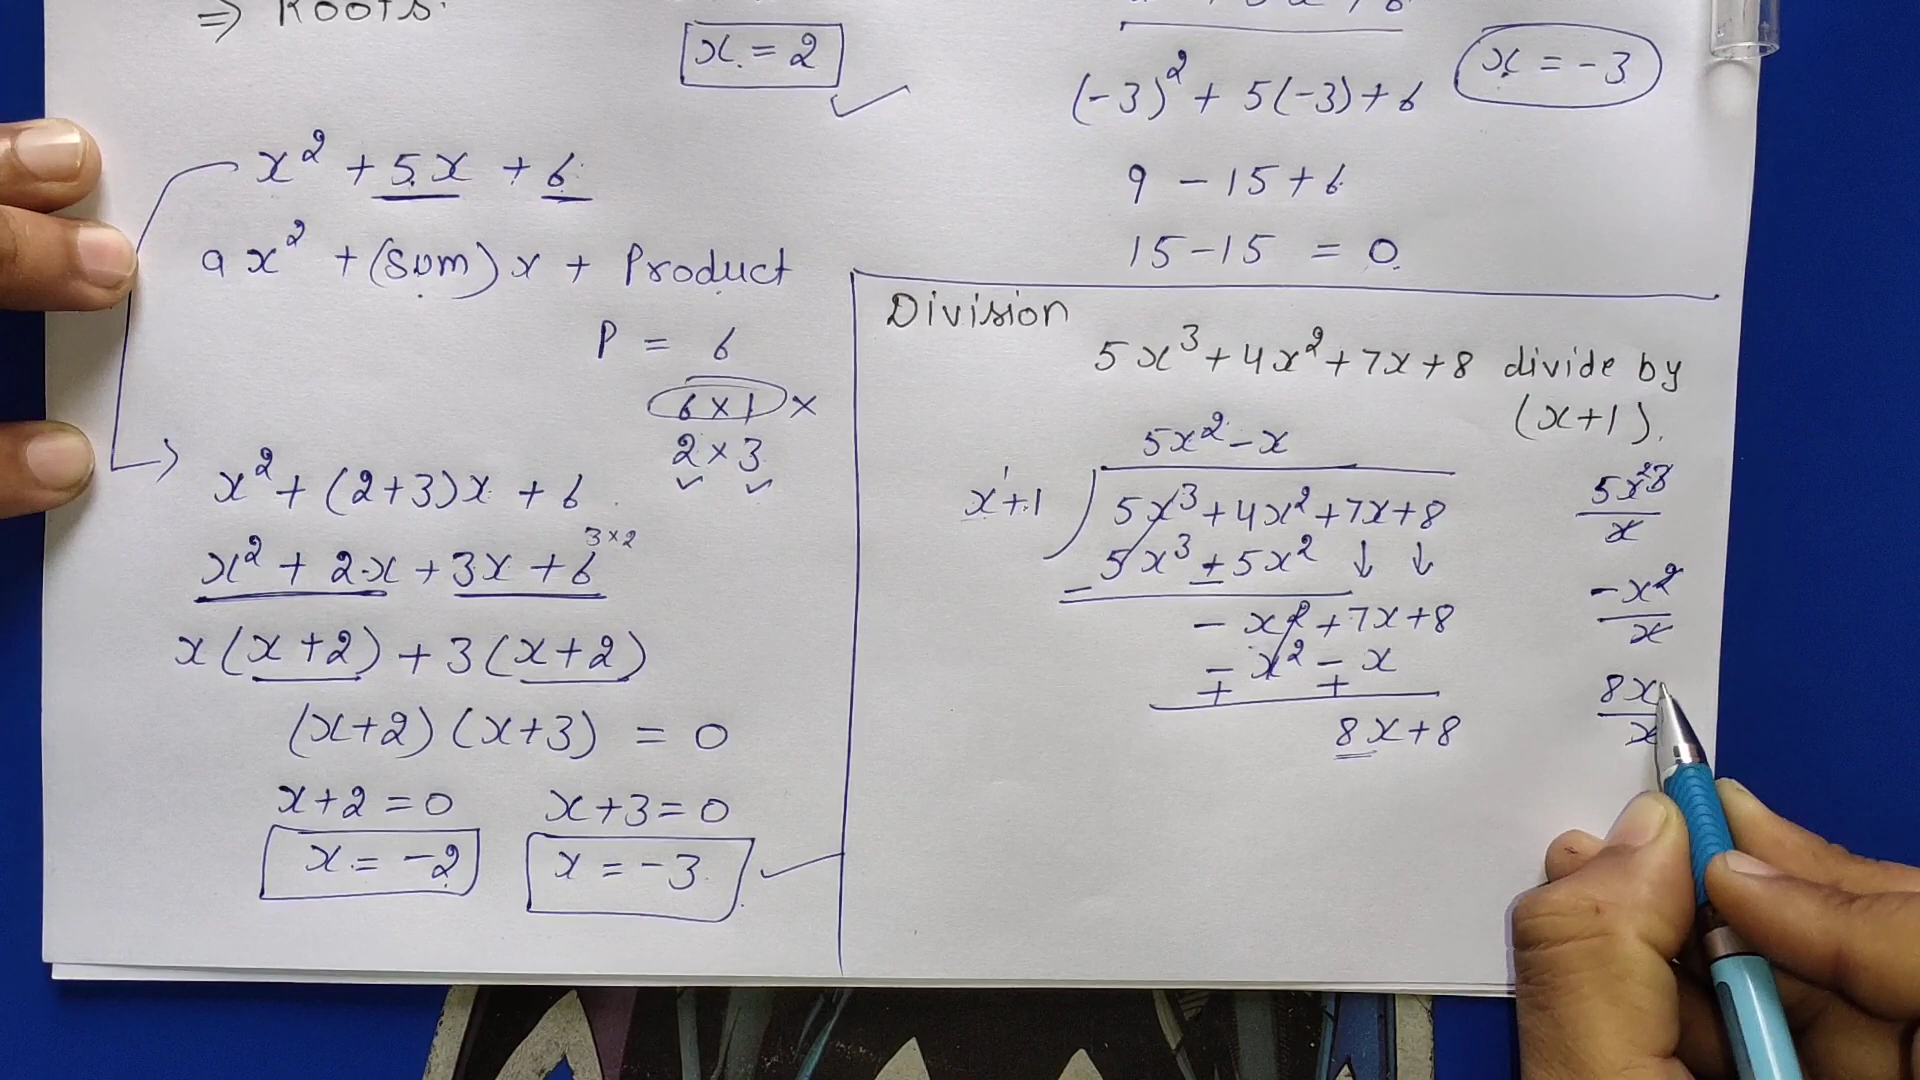 ⇒ Roots:
x = 2
x² + 5x + 6
ax² + (Sum)x + Product
P = 6
6 × 1 ×
2 × 3
x² + (2+3)x + 6
3×2
x² + 2x + 3x + 6
x(x+2) + 3(x+2)
(x+2) (x+3) = 0
x+2 = 0 x+3 = 0
x = -2 x = -3
x = -3
(-3)² + 5(-3) + 6
9 - 15 + 6
15 - 15 = 0
Division
5x³ + 4x² + 7x + 8 divide by
(x+1).
5x² - x
x+1 ) 5x³ + 4x² + 7x + 8
5x³ + 5x² ↓ ↓
-
- x² + 7x + 8
- x² - x
+ +
8x + 8
5x³
x
-x²
x
8x
x